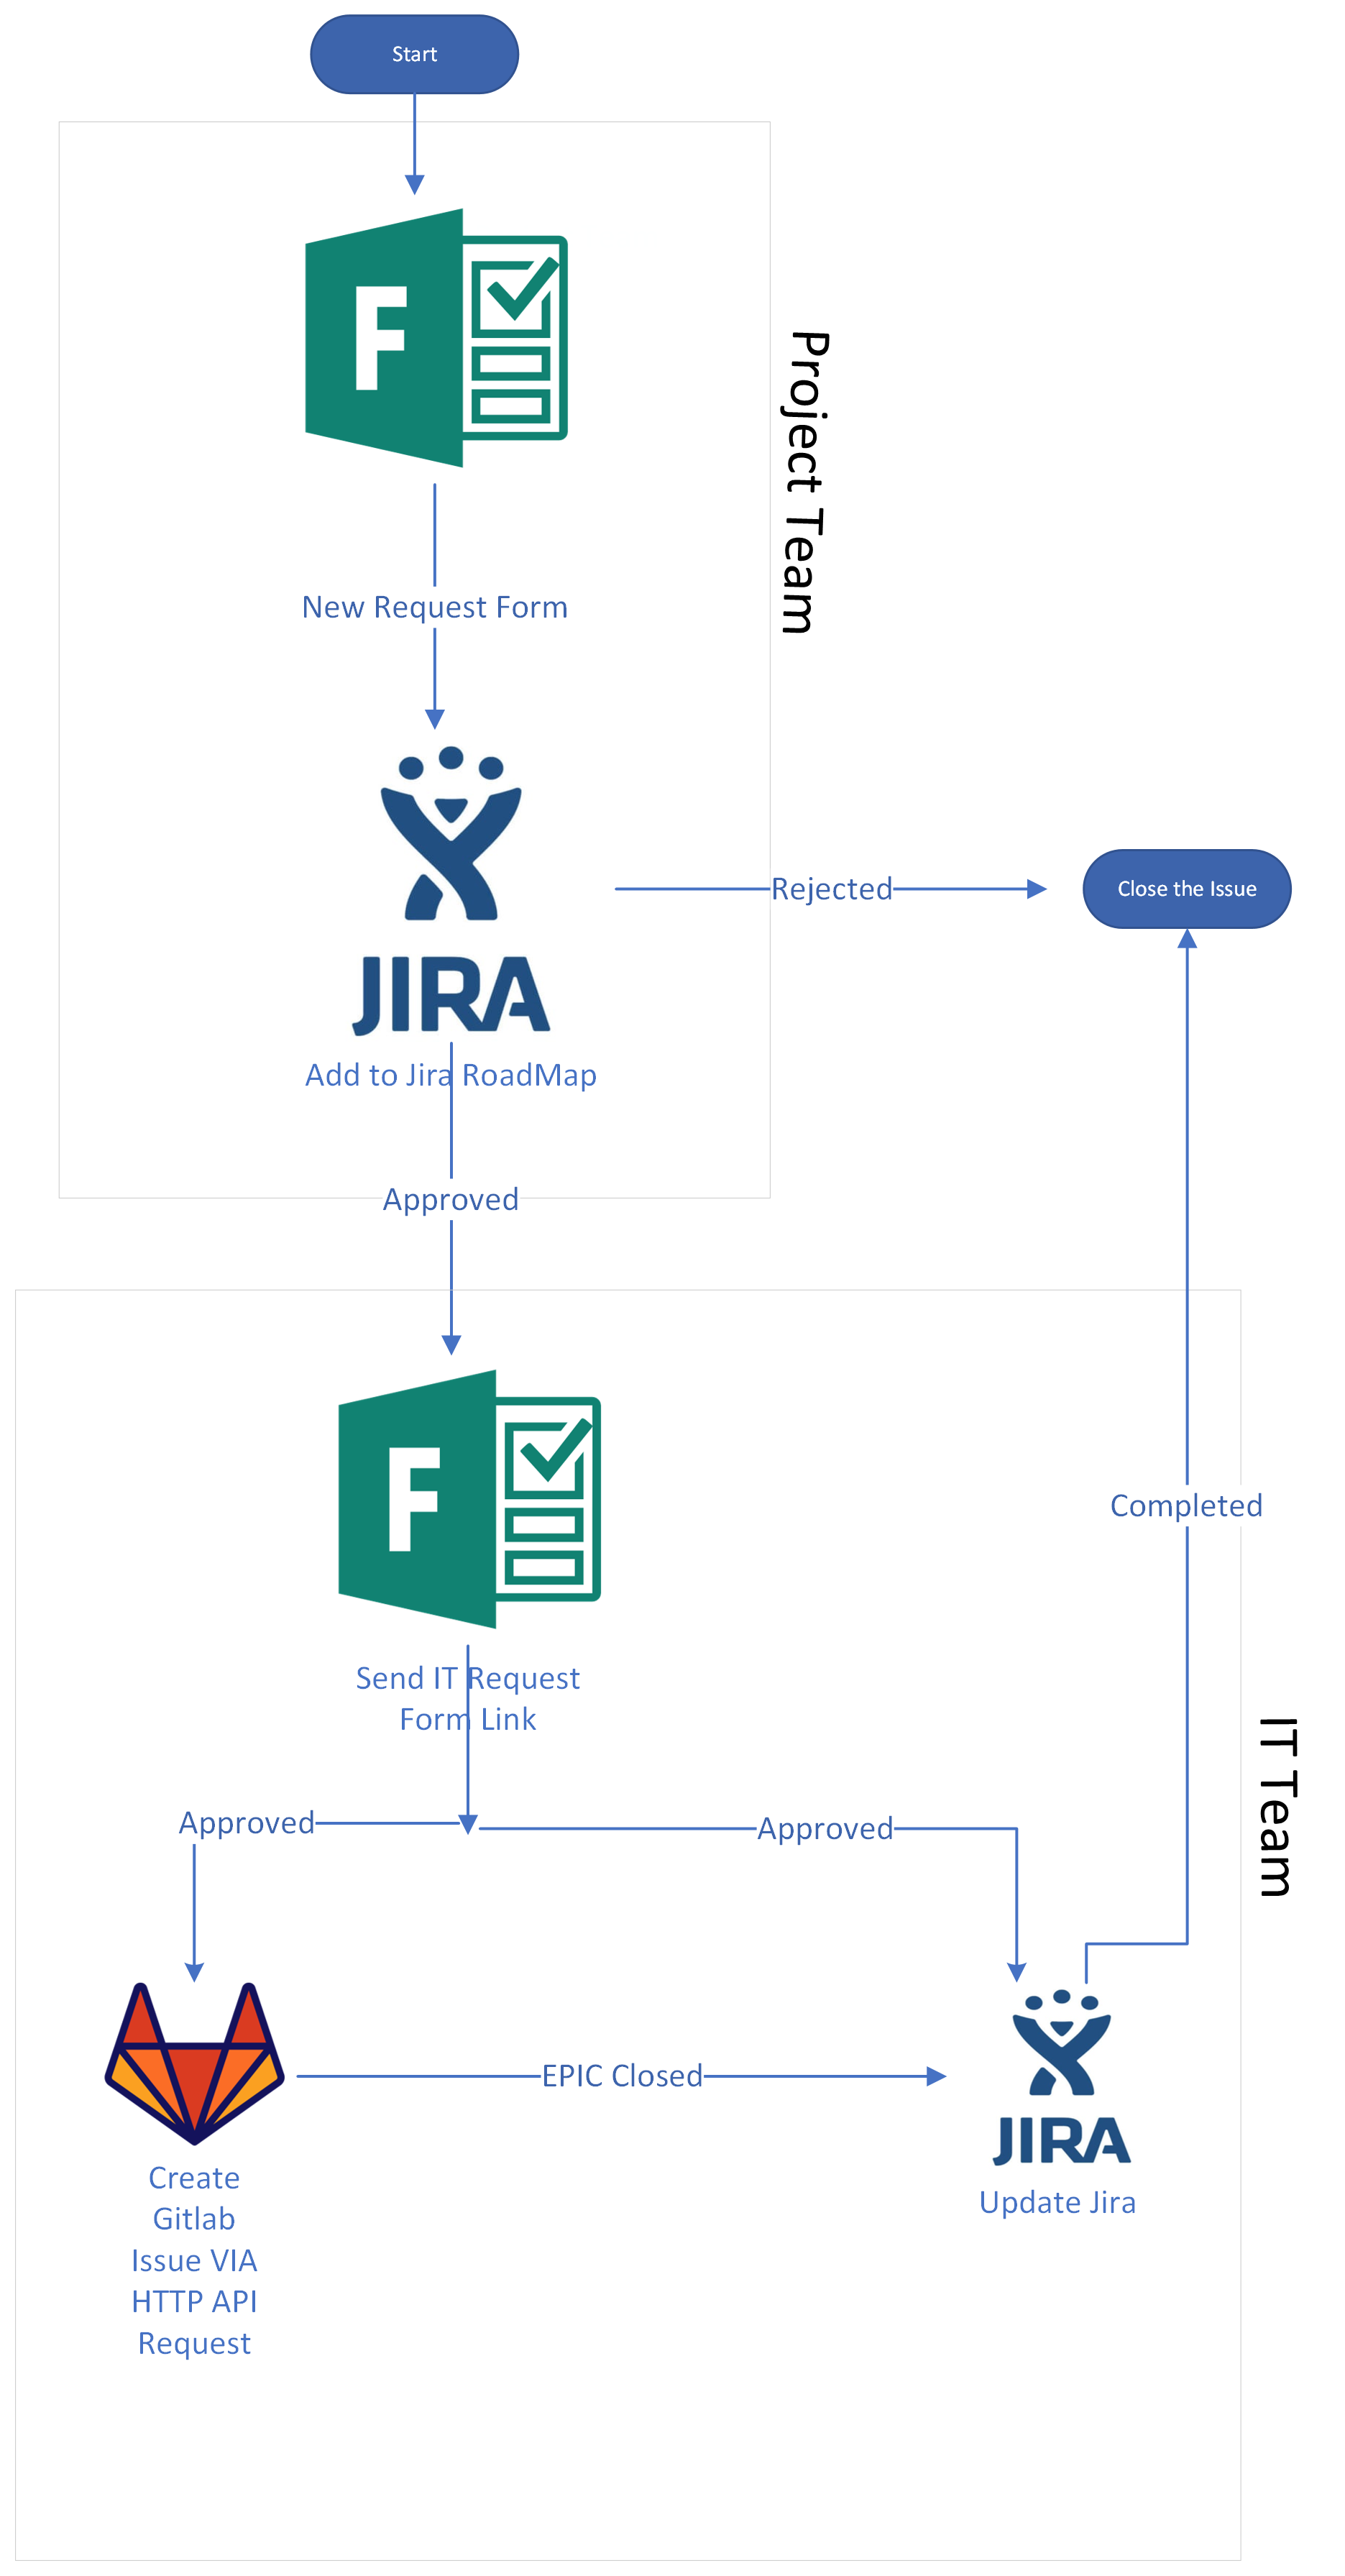 Start
F
Project Team
New Request Form
JIRA
Rejected
Close the Issue
Add to Jira RoadMap
Approved
F
Completed
Send IT Request
Form Link
IT Team
Approved
Approved
EPIC Closed
JIRA
Create
Gitlab
Issue VIA
HTTP API
Request
Update Jira